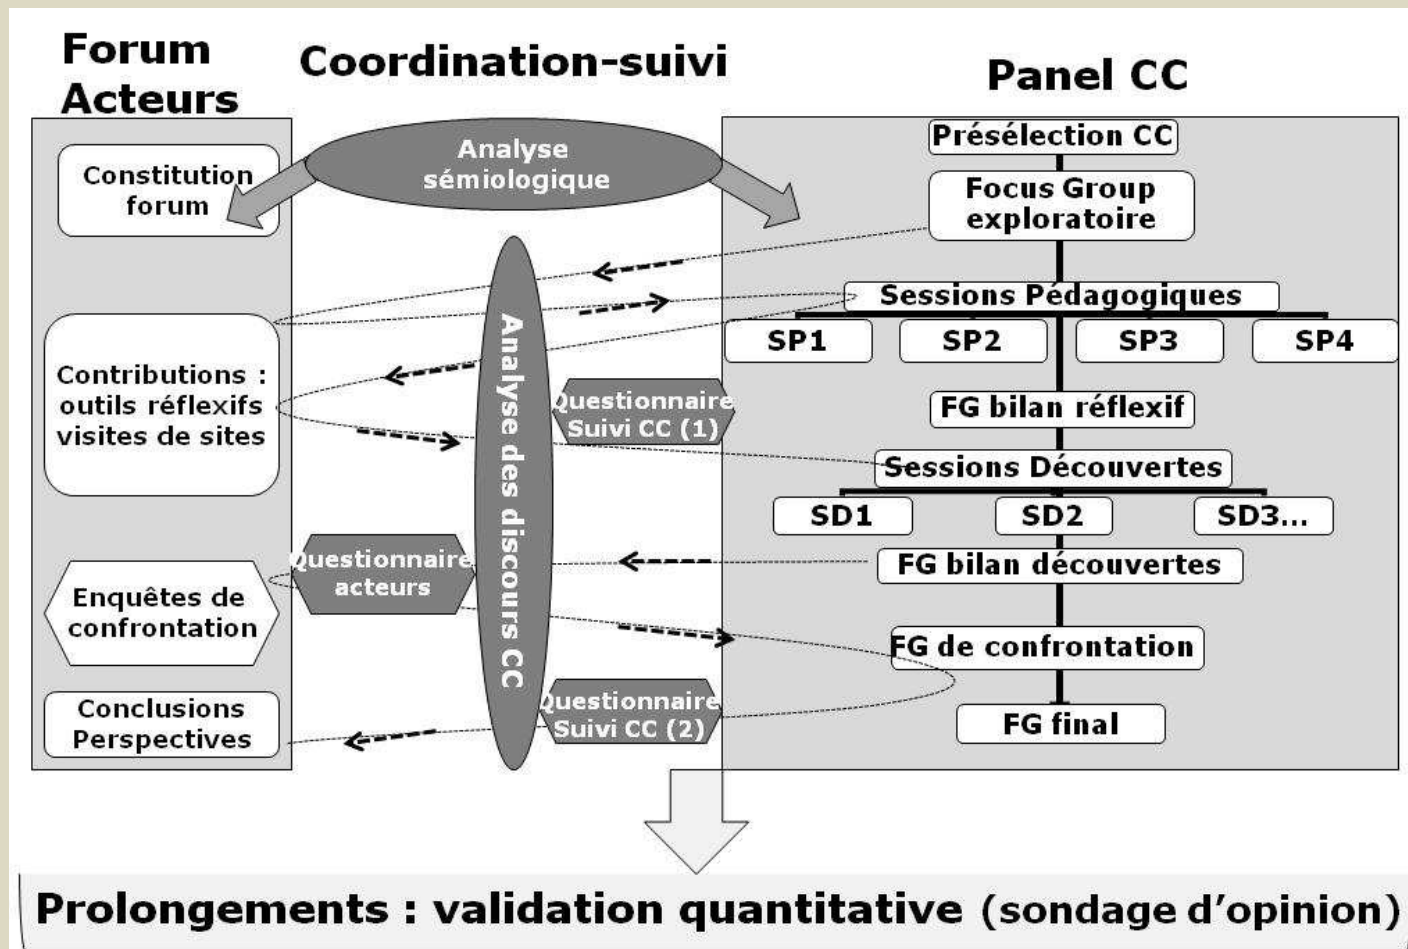 Forum
Acteurs
Coordination-suivi
Panel CC
Constitution
forum
Contributions :
outils réflexifs
visites de sites
Enquêtes de
confrontation
Conclusions
Perspectives
Analyse
sémiologique
Analyse des discours CC
Questionnaire
Suivi CC (1)
Questionnaire
acteurs
Questionnaire
Suivi CC (2)
Présélection CC
Focus Group
exploratoire
Sessions Pédagogiques
SP1
SP2
SP3
SP4
FG bilan réflexif
Sessions Découvertes
SD1
SD2
SD3...
FG bilan découvertes
FG de confrontation
FG final
Prolongements : validation quantitative (sondage d’opinion)